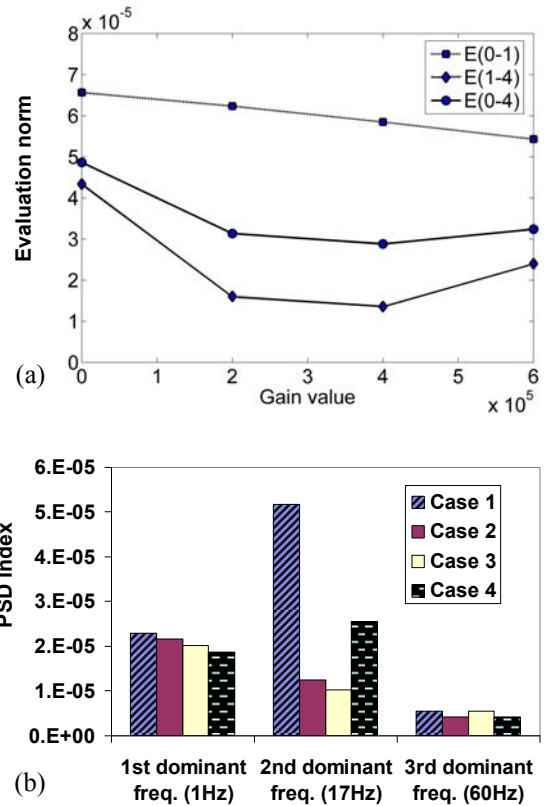 × 10⁻⁵
8
7
6
5
4
3
2
1
0
Evaluation norm
E(0-1)
E(1-4)
E(0-4)
0 1 2 3 4 5 6
Gain value
× 10⁵
(a)
6.E-05
5.E-05
4.E-05
3.E-05
2.E-05
1.E-05
0.E+00
PSD Index
Case 1
Case 2
Case 3
Case 4
1st dominant 2nd dominant 3rd dominant
freq. (1Hz) freq. (17Hz) freq. (60Hz)
(b)